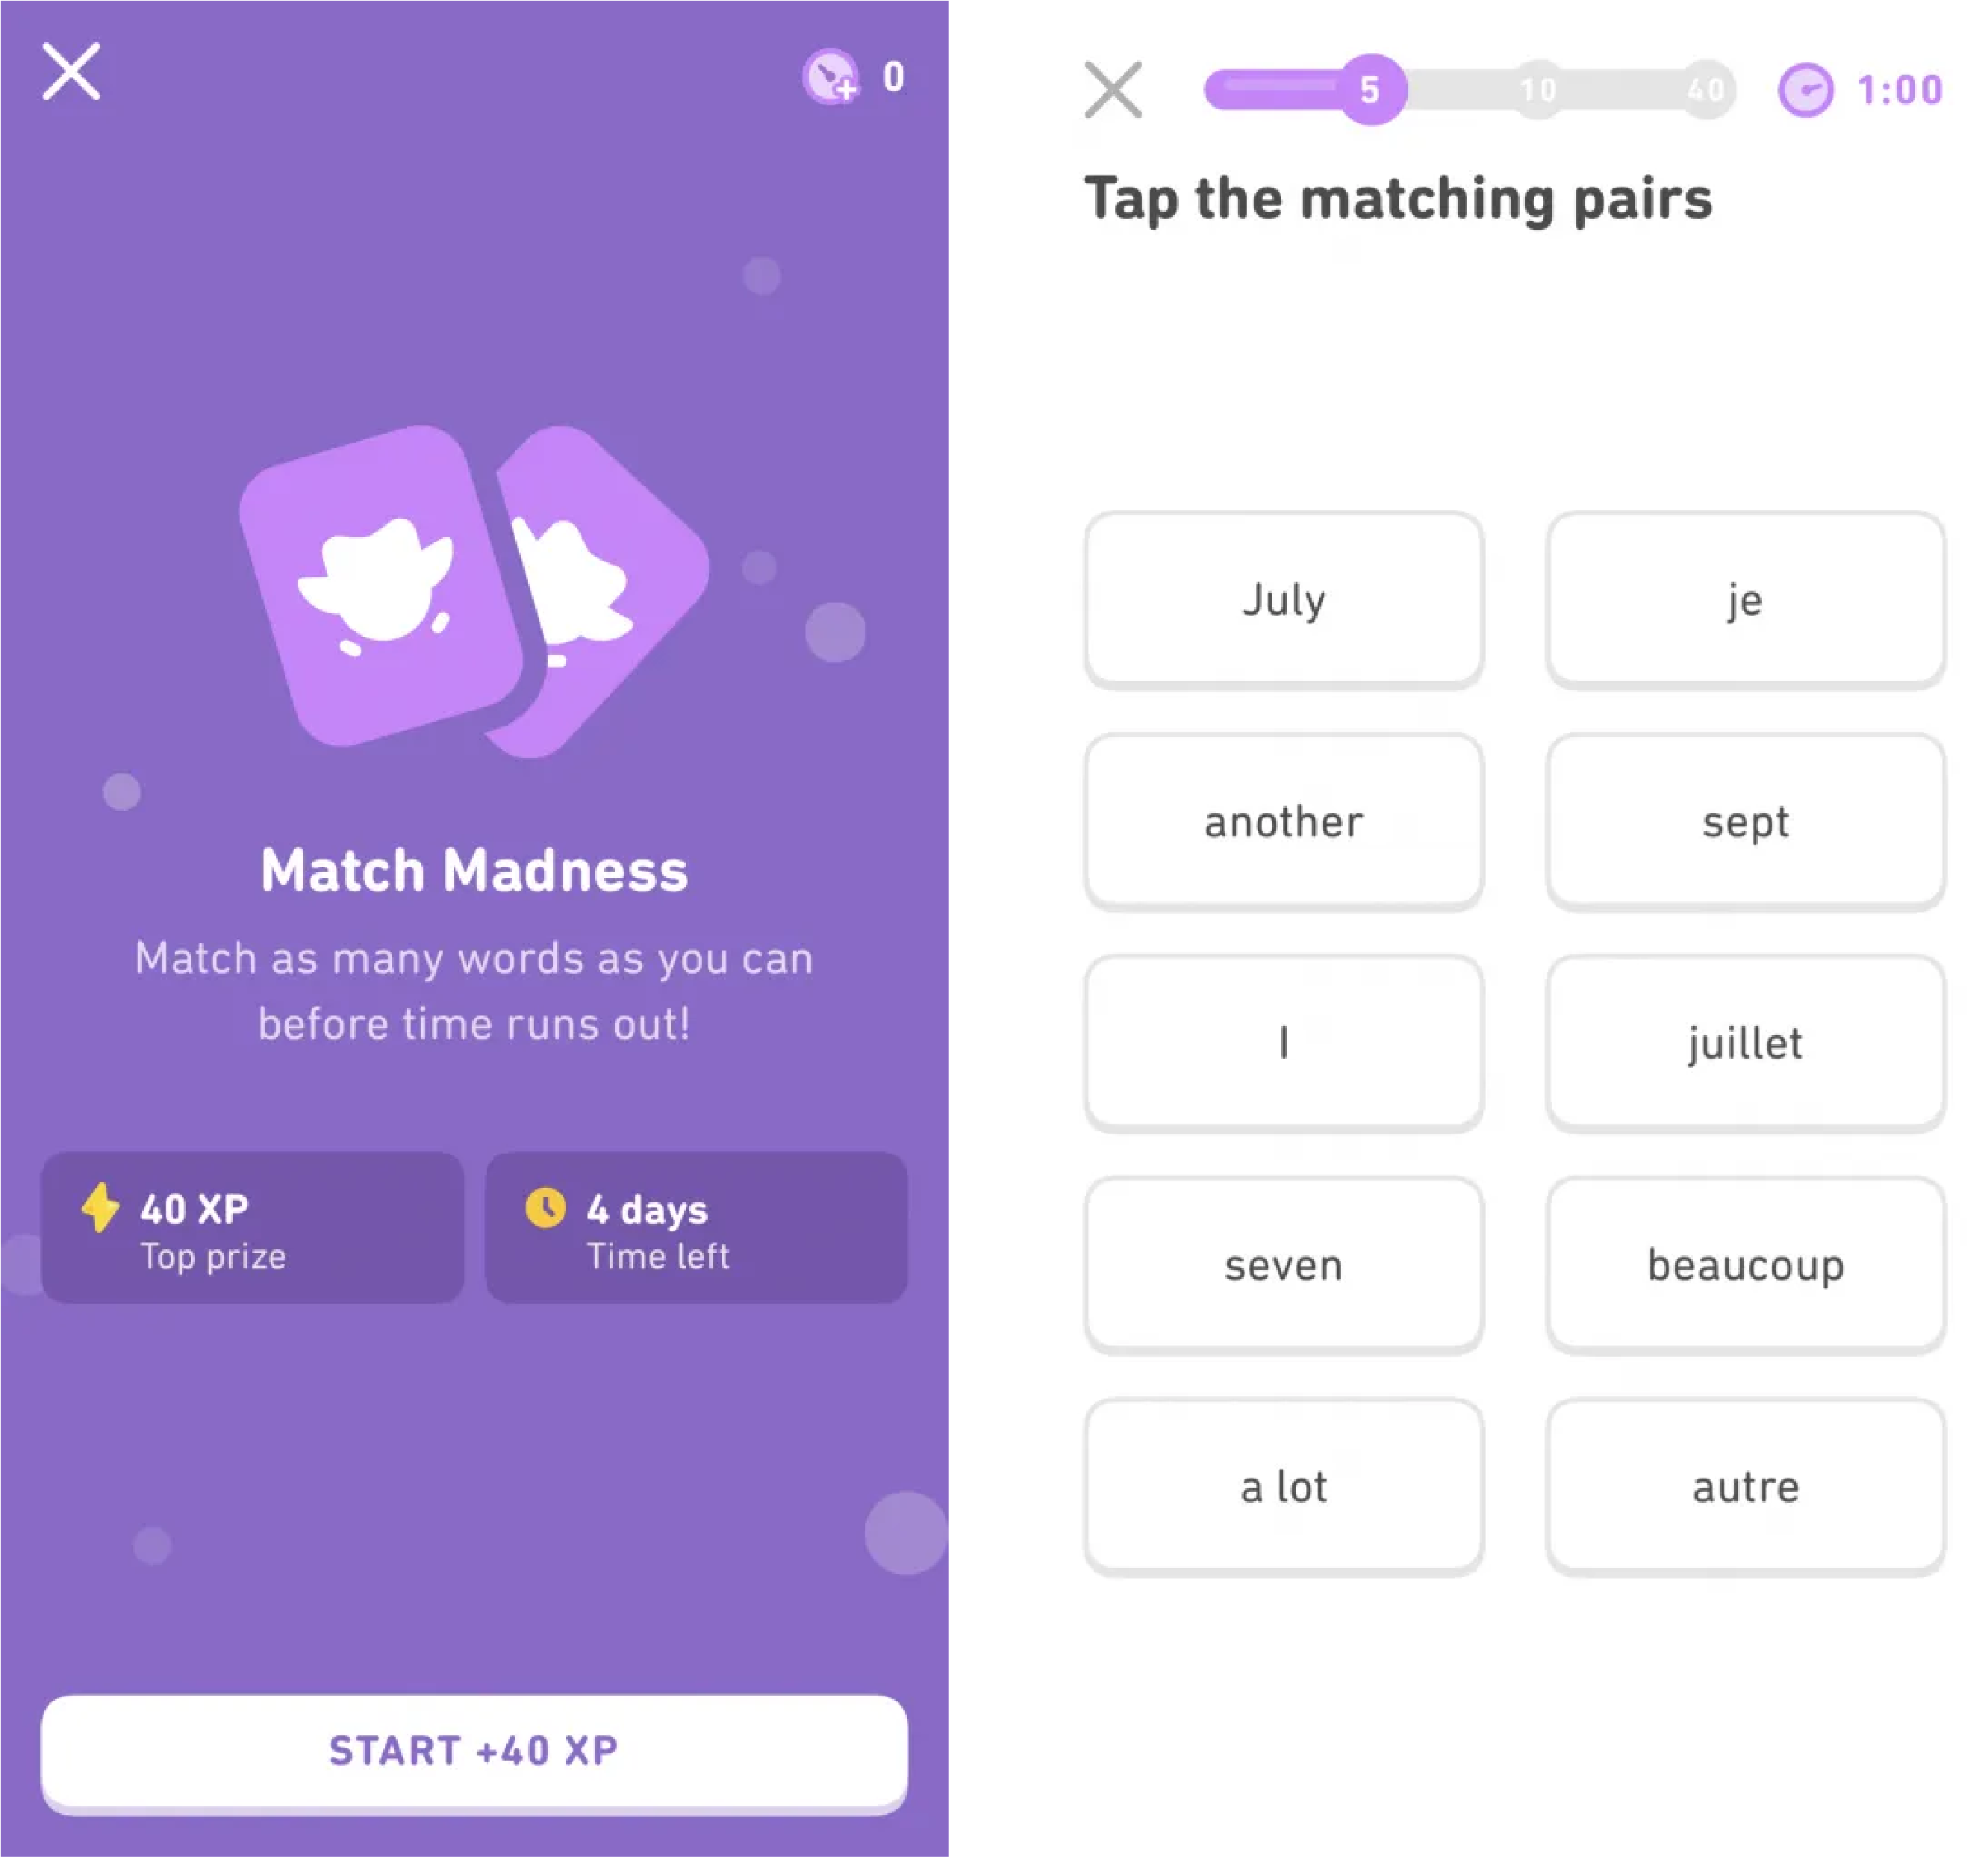 0
Match Madness
Match as many words as you can
before time runs out!
40 XP
Top prize
4 days
Time left
START +40 XP
5 10 40 1:00
Tap the matching pairs
July je
another sept
I juillet
seven beaucoup
a lot autre